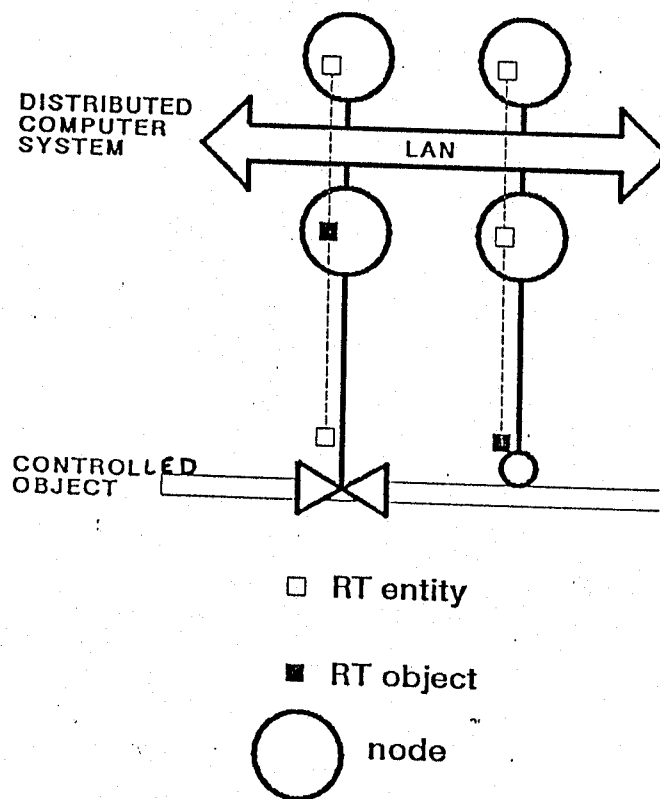 DISTRIBUTED
COMPUTER
SYSTEM
LAN
CONTROLLED
OBJECT
RT entity
RT object
node